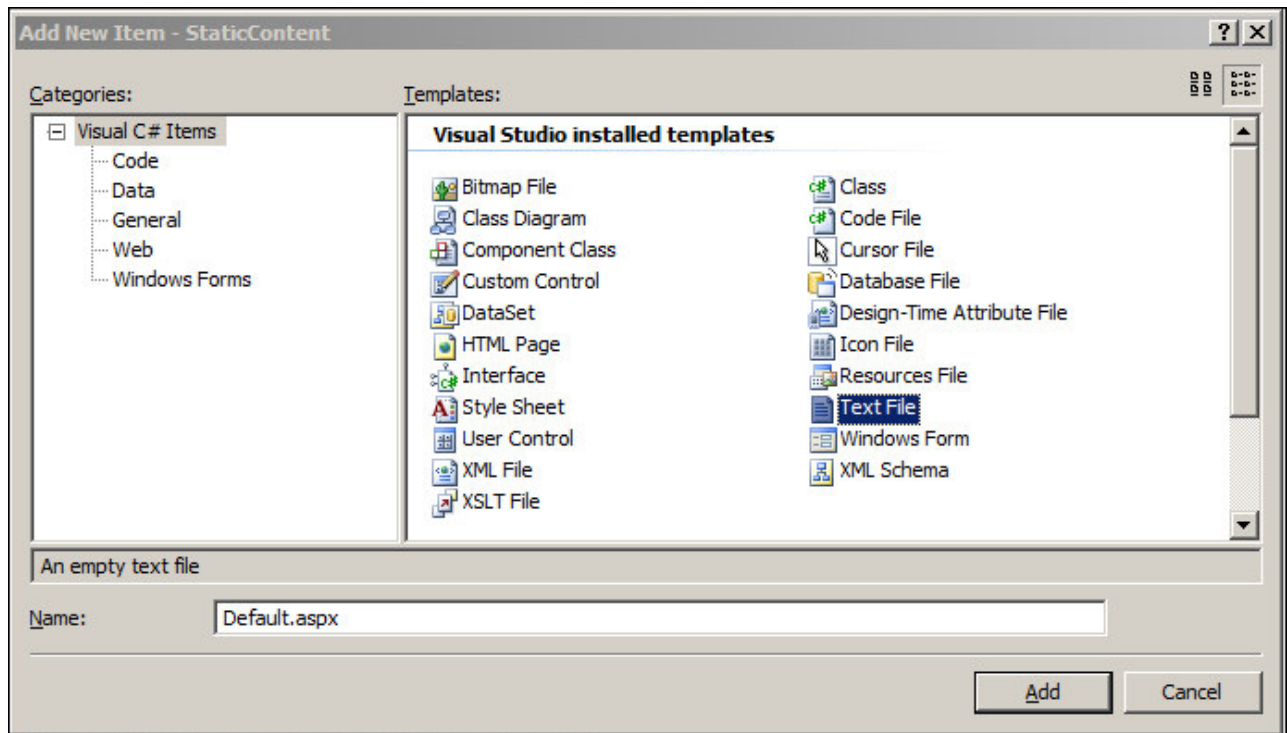 Add New Item - StaticContent
Categories:
Templates:
Visual C# Items
Code
Data
General
Web
Windows Forms
Visual Studio installed templates
Bitmap File
Class
Class Diagram
Code File
Component Class
Cursor File
Custom Control
Database File
DataSet
Design-Time Attribute File
HTML Page
Icon File
Interface
Resources File
Style Sheet
Text File
User Control
Windows Form
XML File
XML Schema
XSLT File
An empty text file
Name:
Default.aspx
Add
Cancel